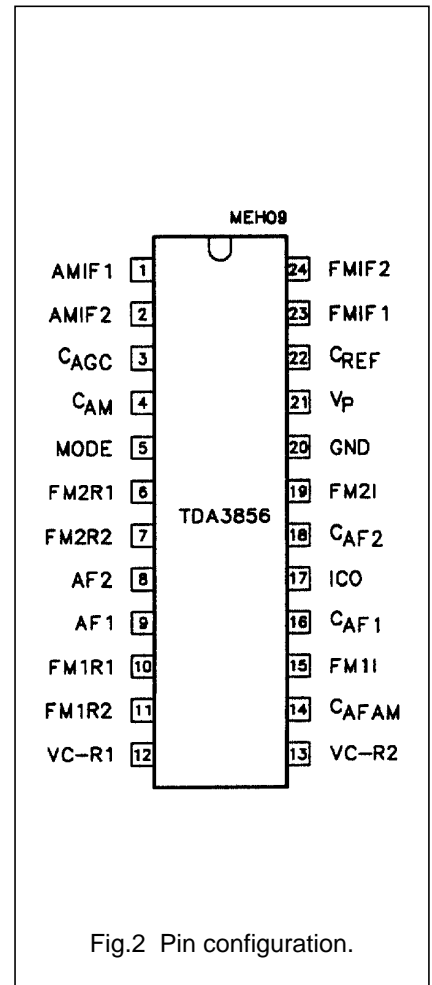 MEH09
AMIF1 1 24 FMIF2
AMIF2 2 23 FMIF1
CAGC 3 22 CREF
CAM 4 21 VP
MODE 5 20 GND
FM2R1 6 19 FM2I
TDA3856
FM2R2 7 18 CAF2
AF2 8 17 ICO
AF1 9 16 CAF1
FM1R1 10 15 FM1I
FM1R2 11 14 CAFAM
VC-R1 12 13 VC-R2
Fig.2 Pin configuration.